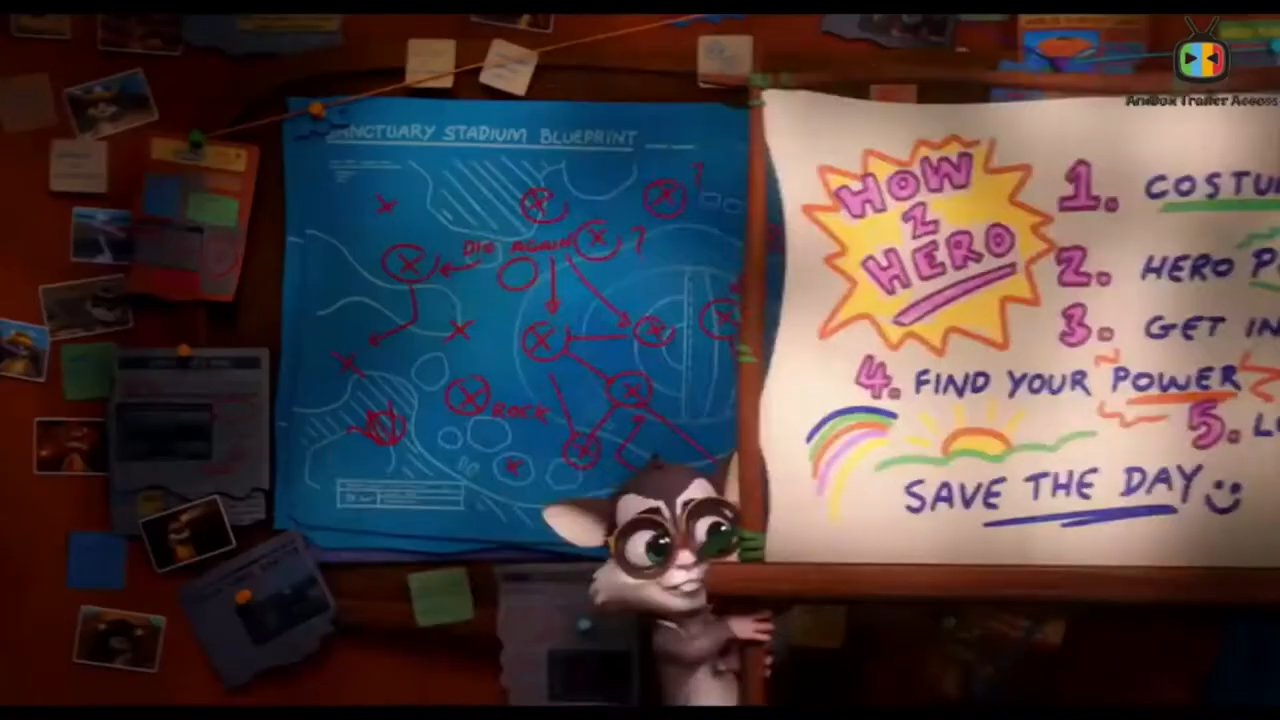 AniBox Trailer Access
SANCTUARY STADIUM BLUEPRINT
DIE AGAIN ?
ROCK
HOW
2
HERO
1. COSTU
2. HERO P
3. GET IN
4. FIND YOUR POWER
5. L
SAVE THE DAY